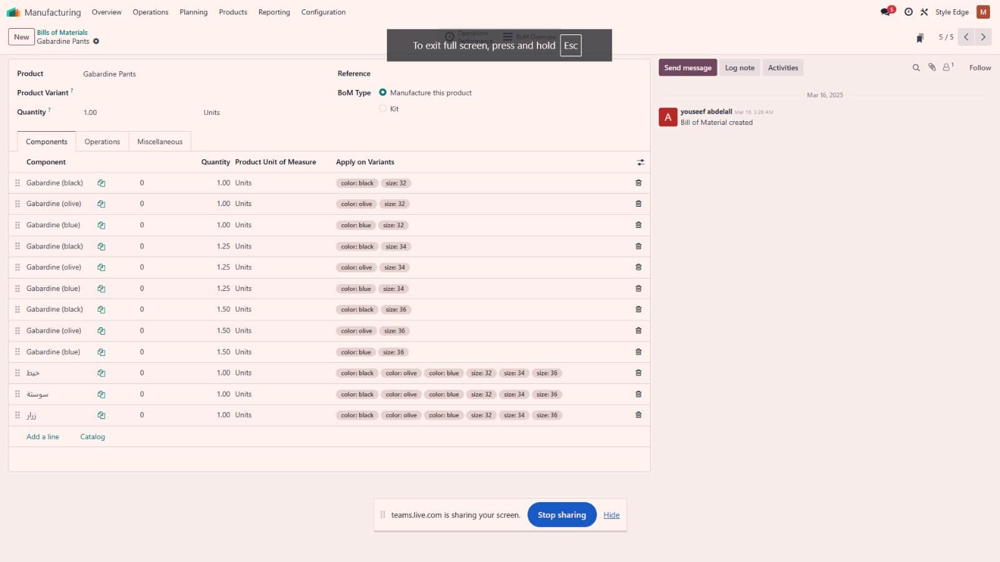 Manufacturing Overview Operations Planning Products Reporting Configuration 5 Style Edge M
New Bills of Materials 5 / 5
Gabardine Pants
Operations
Performance BoM Overview
To exit full screen, press and hold Esc
Product Gabardine Pants Reference
Product Variant ? BoM Type Manufacture this product
Quantity ? 1.00 Units Kit
Send message Log note Activities 1 Follow
Mar 16, 2025
A youseef abdelall Mar 16, 3:28 AM
Bill of Material created
Components Operations Miscellaneous
Component Quantity Product Unit of Measure Apply on Variants
Gabardine (black) 0 1.00 Units color: black size: 32
Gabardine (olive) 0 1.00 Units color: olive size: 32
Gabardine (blue) 0 1.00 Units color: blue size: 32
Gabardine (black) 0 1.25 Units color: black size: 34
Gabardine (olive) 0 1.25 Units color: olive size: 34
Gabardine (blue) 0 1.25 Units color: blue size: 34
Gabardine (black) 0 1.50 Units color: black size: 36
Gabardine (olive) 0 1.50 Units color: olive size: 36
Gabardine (blue) 0 1.50 Units color: blue size: 36
خيط 0 1.00 Units color: black color: olive color: blue size: 32 size: 34 size: 36
سوستة 0 1.00 Units color: black color: olive color: blue size: 32 size: 34 size: 36
زرار 0 1.00 Units color: black color: olive color: blue size: 32 size: 34 size: 36
Add a line Catalog
teams.live.com is sharing your screen. Stop sharing Hide